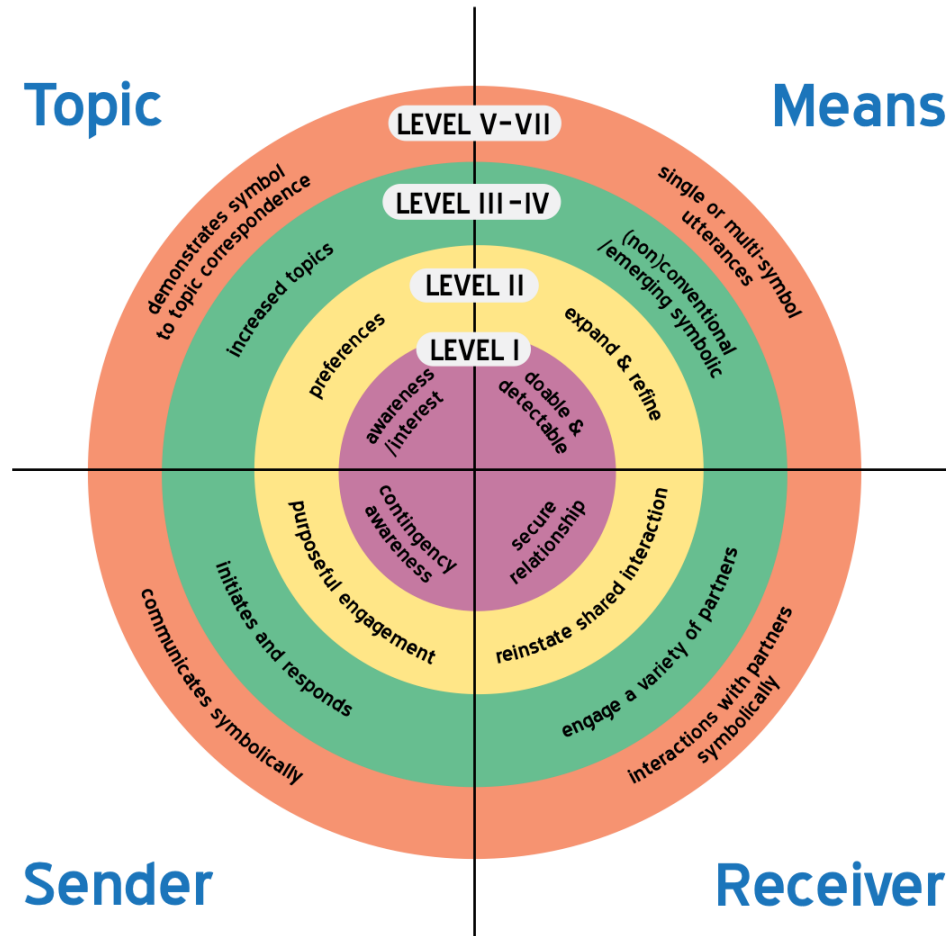 Topic
Means
LEVEL V-VII
demonstrates symbol
to topic correspondence
single or multi-symbol
utterances
LEVEL III-IV
increased topics
(non)conventional
/emerging symbolic
LEVEL II
preferences
expand & refine
LEVEL I
awareness
/interest
doable &
detectable
contingency
awareness
secure
relationship
purposeful engagement
reinstate shared interaction
initiates and responds
engage a variety of partners
communicates symbolically
interactions with partners
symbolically
Sender
Receiver